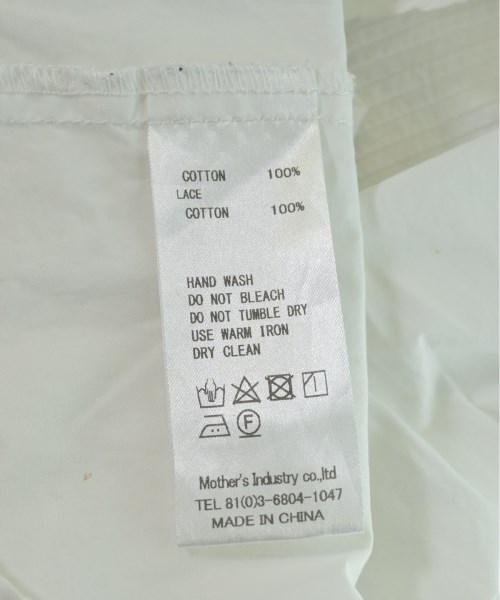 COTTON 100%
LACE
COTTON 100%
HAND WASH
DO NOT BLEACH
DO NOT TUMBLE DRY
USE WARM IRON
DRY CLEAN
F
Mother's Industry co.,ltd
TEL 81(0)3-6804-1047
MADE IN CHINA